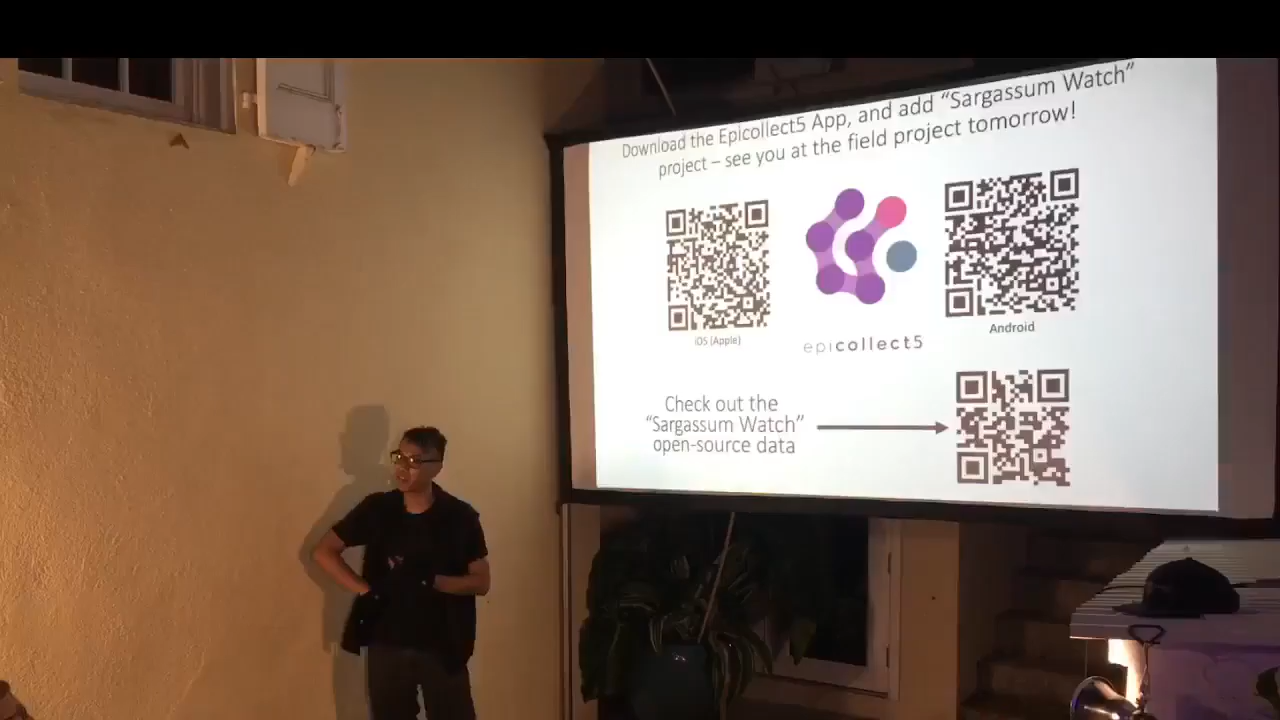 Download the Epicollect5 App, and add “Sargassum Watch”
project – see you at the field project tomorrow!
iOS (Apple)
epicollect5
Android
Check out the
“Sargassum Watch”
open-source data